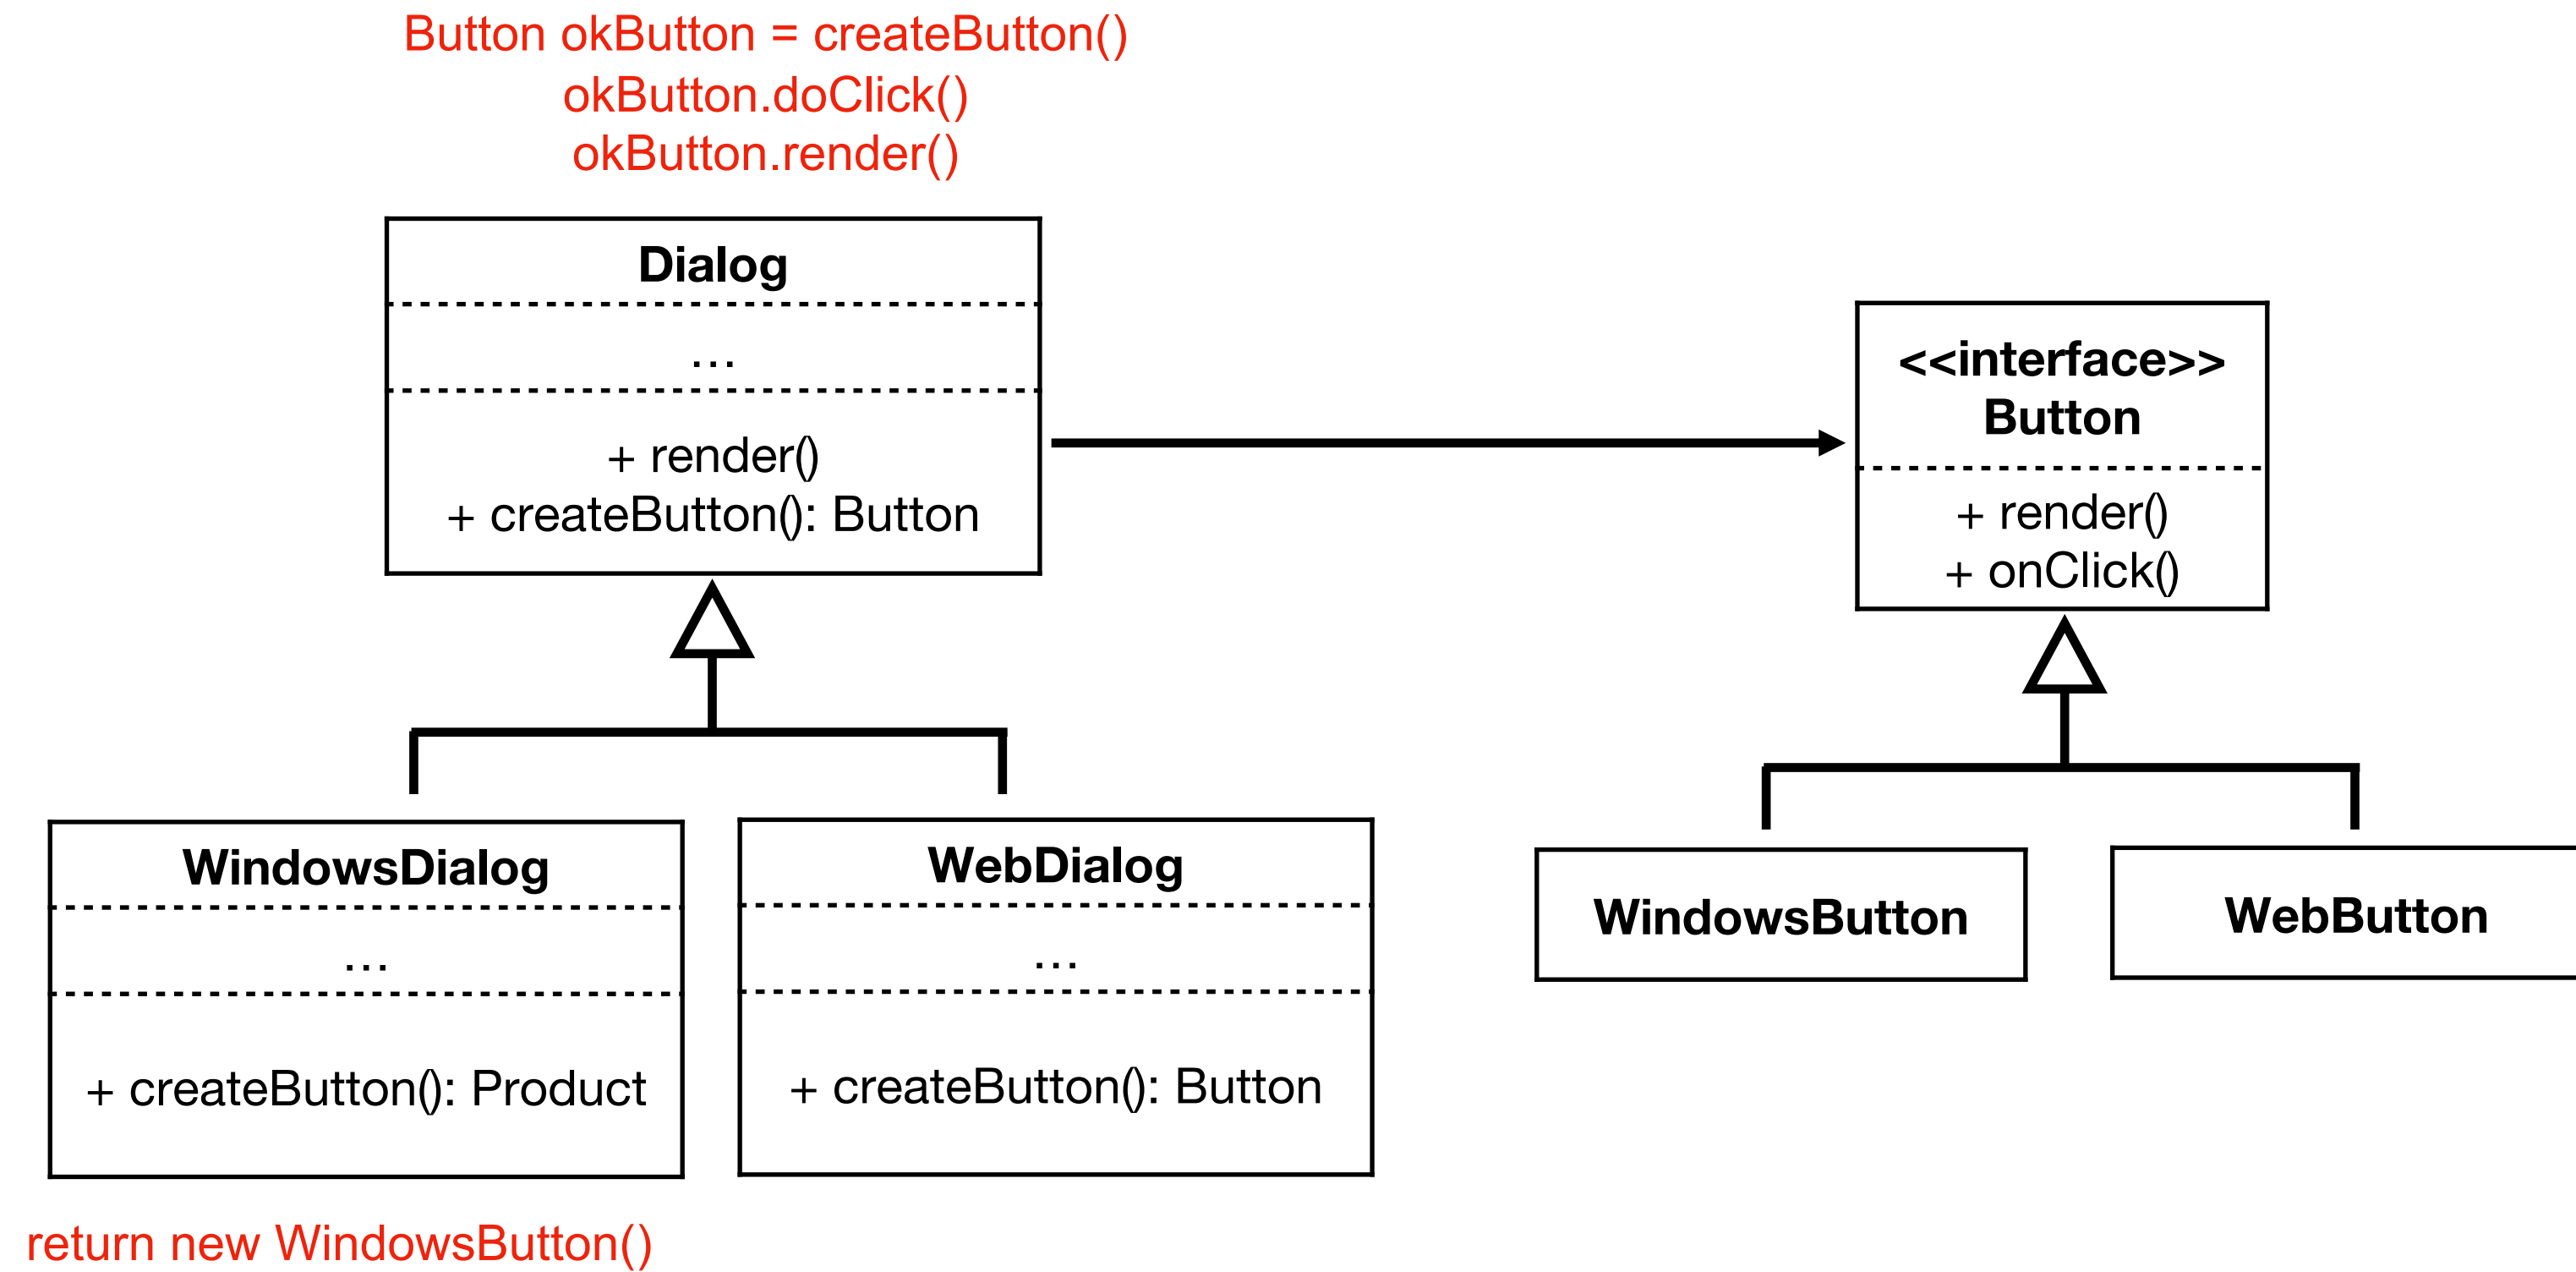 Button okButton = createButton()
okButton.doClick()
okButton.render()
Dialog
...
+ render()
+ createButton(): Button
<<interface>>
Button
+ render()
+ onClick()
WindowsDialog
...
+ createButton(): Product
WebDialog
...
+ createButton(): Button
WindowsButton
WebButton
return new WindowsButton()